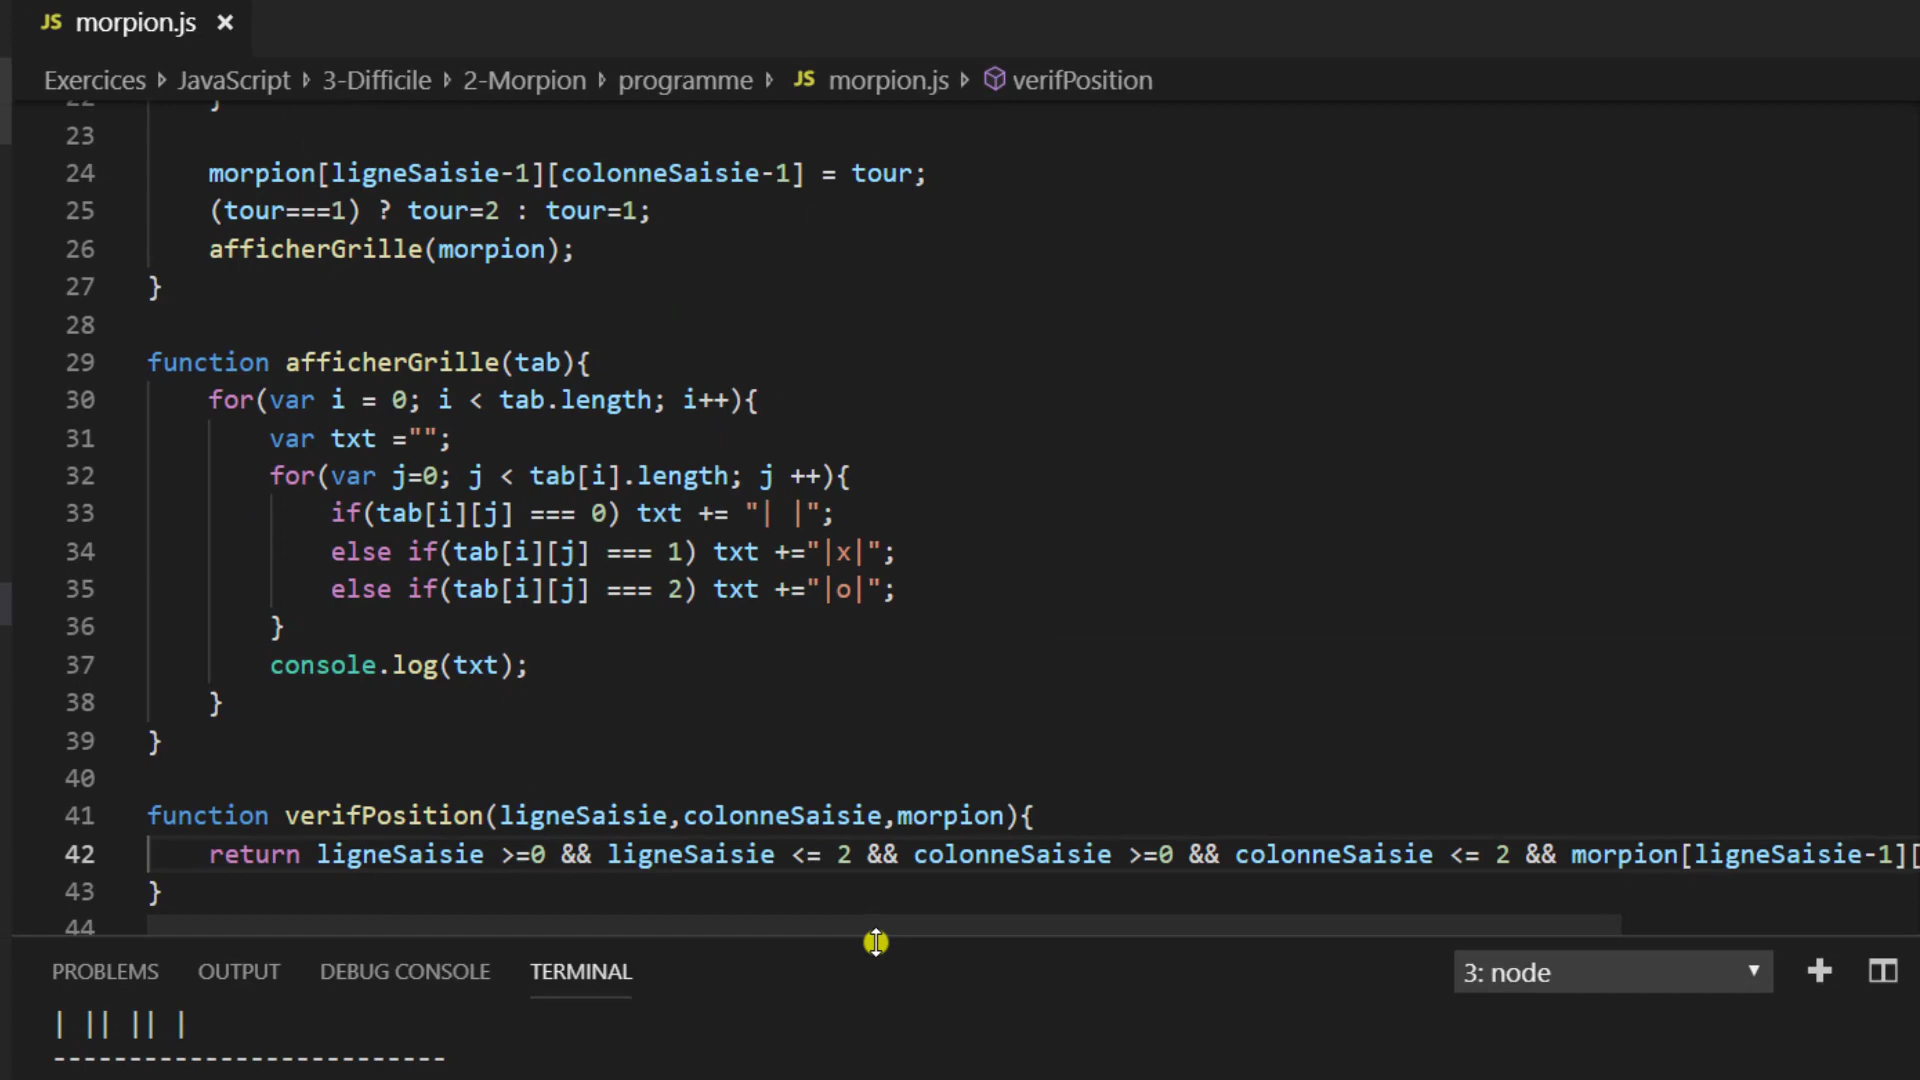 JS morpion.js ×
Exercices JavaScript 3-Difficile 2-Morpion programme JS morpion.js verifPosition
22 }
23
24 morpion[ligneSaisie-1][colonneSaisie-1] = tour;
25 (tour===1) ? tour=2 : tour=1;
26 afficherGrille(morpion);
27 }
28
29 function afficherGrille(tab){
30 for(var i = 0; i < tab.length; i++){
31 var txt ="";
32 for(var j=0; j < tab[i].length; j ++){
33 if(tab[i][j] === 0) txt += "| |";
34 else if(tab[i][j] === 1) txt +="|x|";
35 else if(tab[i][j] === 2) txt +="|o|";
36 }
37 console.log(txt);
38 }
39 }
40
41 function verifPosition(ligneSaisie,colonneSaisie,morpion){
42 return ligneSaisie >=0 && ligneSaisie <= 2 && colonneSaisie >=0 && colonneSaisie <= 2 && morpion[ligneSaisie-1][
43 }
44
PROBLEMS OUTPUT DEBUG CONSOLE TERMINAL 3: node
| || || |
--------------------------